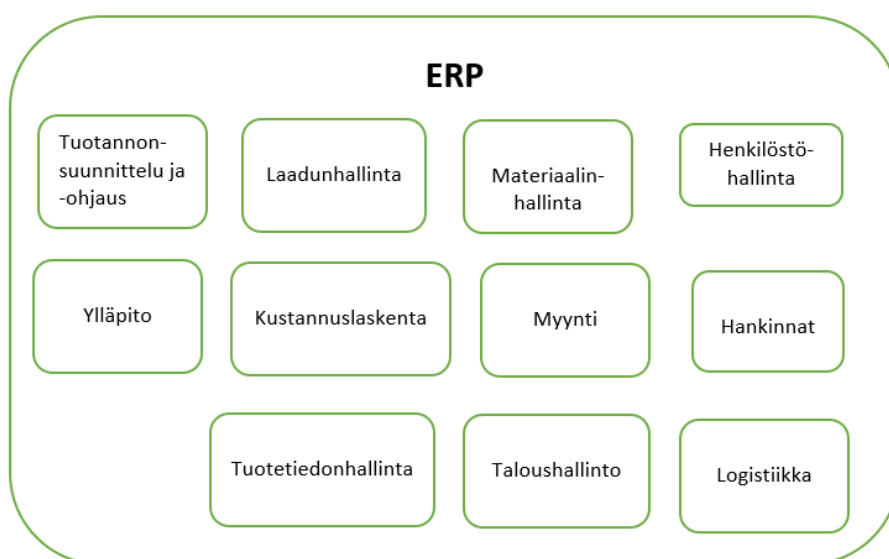 ERP
Tuotannon-
suunnittelu ja
-ohjaus
Laadunhallinta
Materiaalin-
hallinta
Henkilöstö-
hallinta
Ylläpito
Kustannuslaskenta
Myynti
Hankinnat
Tuotetiedonhallinta
Taloushallinto
Logistiikka